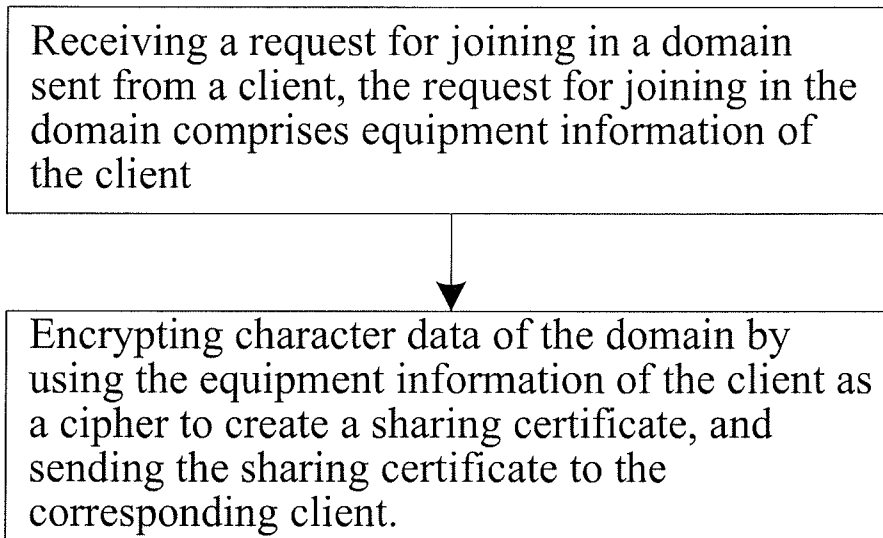 Receiving a request for joining in a domain
sent from a client, the request for joining in the
domain comprises equipment information of
the client
Encrypting character data of the domain by
using the equipment information of the client as
a cipher to create a sharing certificate, and
sending the sharing certificate to the
corresponding client.